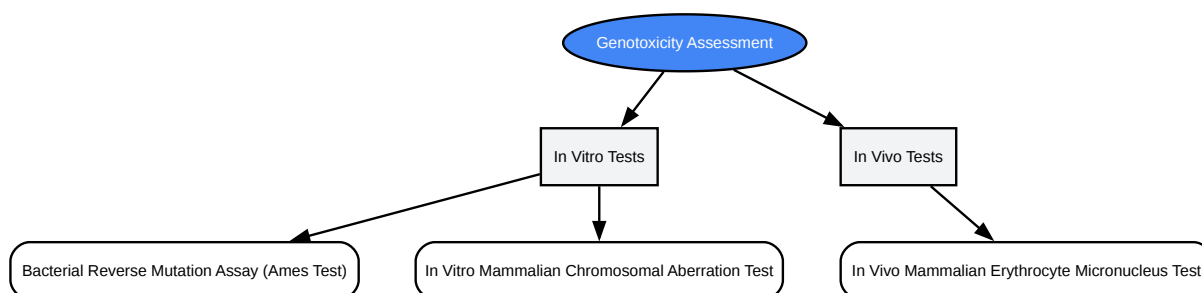 Genotoxicity Assessment
In Vitro Tests
In Vivo Tests
Bacterial Reverse Mutation Assay (Ames Test)
In Vitro Mammalian Chromosomal Aberration Test
In Vivo Mammalian Erythrocyte Micronucleus Test